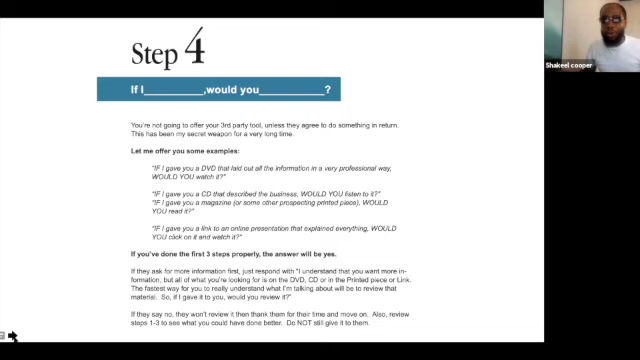 Step 4
If I__________,would you___________?
You're not going to offer your 3rd party tool, unless they agree to do something in return.
This has been my secret weapon for a very long time.
Let me offer you some examples:
"IF I gave you a DVD that laid out all the information in a very professional way,
WOULD YOU watch it?"
"IF I gave you a CD that described the business, WOULD YOU listen to it?"
"IF I gave you a magazine (or some other prospecting printed piece), WOULD
YOU read it?"
"IF I gave you a link to an online presentation that explained everything, WOULD
YOU click on it and watch it?"
If you've done the first 3 steps properly, the answer will be yes.
If they ask for more information first, just respond with "I understand that you want more in-
formation, but all of what you're looking for is on the DVD, CD or in the Printed piece or Link.
The fastest way for you to really understand what I'm talking about will be to review that
material.  So, if I gave it to you, would you review it?"
If they say no, they won't review it then thank them for their time and move on.  Also, review
steps 1-3 to see what you could have done better.  Do NOT still give it to them.
Shakeel cooper